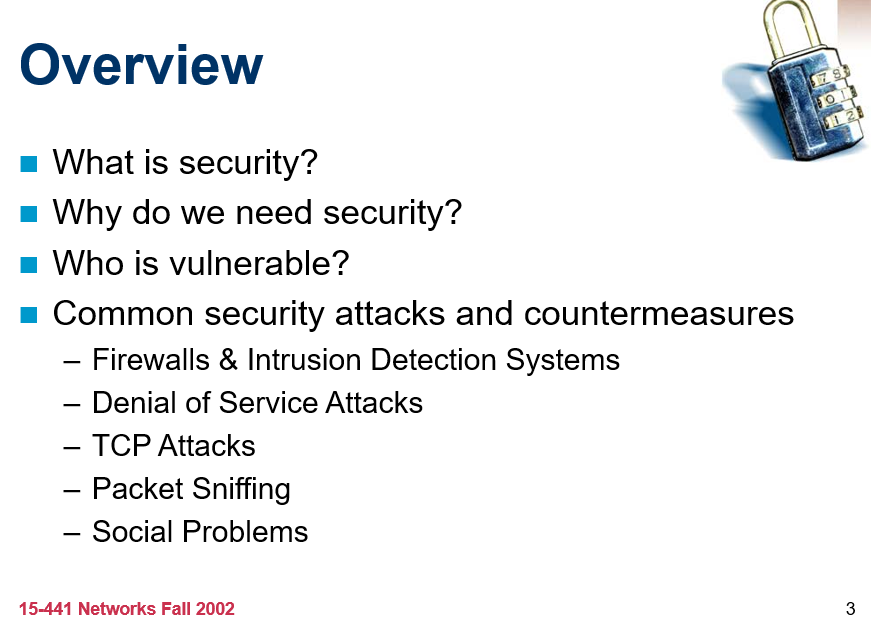 Overview
What is security?
Why do we need security?
Who is vulnerable?
Common security attacks and countermeasures
– Firewalls & Intrusion Detection Systems
– Denial of Service Attacks
– TCP Attacks
– Packet Sniffing
– Social Problems
15-441 Networks Fall 2002
3